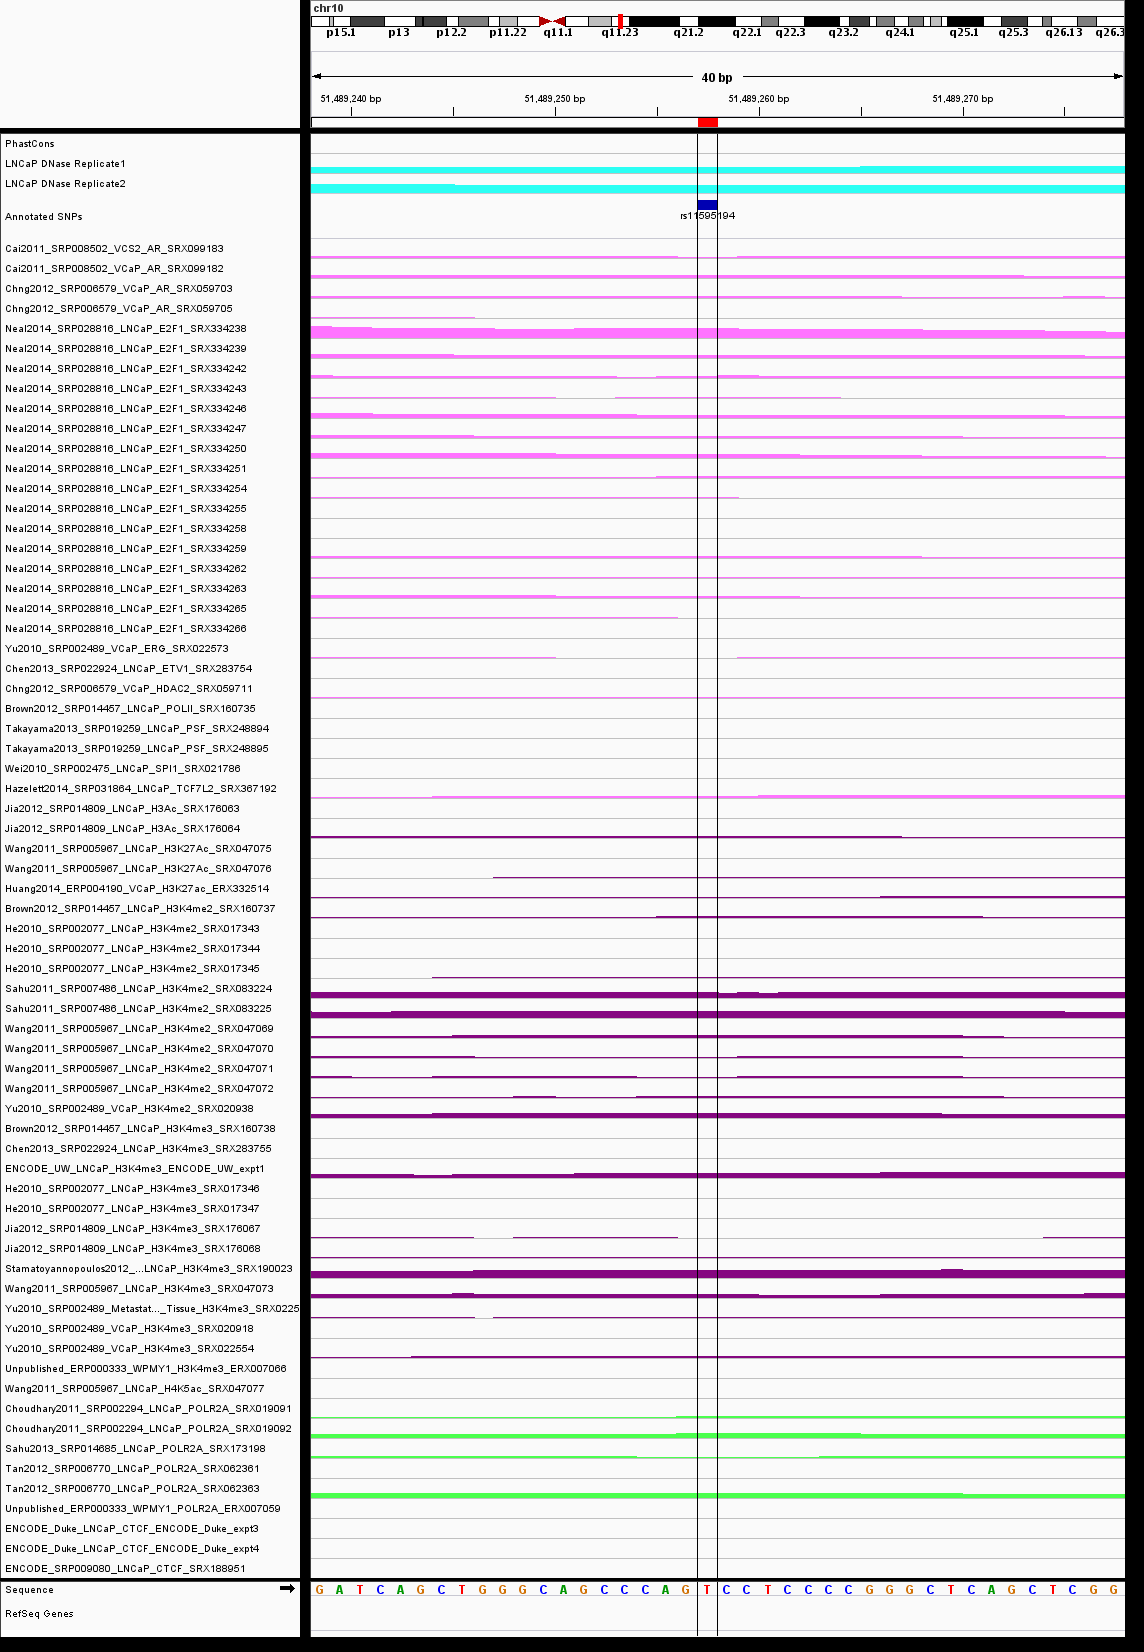 chr10
p15.1 p13 p12.2 p11.22 q11.1 q11.23 q21.2 q22.1 q22.3 q23.2 q24.1 q25.1 q25.3 q26.13 q26.3
40 bp
51,489,240 bp 51,489,250 bp 51,489,260 bp 51,489,270 bp
PhastCons
LNCaP DNase Replicate1
LNCaP DNase Replicate2
Annotated SNPs rs11595194
Cai2011_SRP008502_VCS2_AR_SRX099183
Cai2011_SRP008502_VCaP_AR_SRX099182
Chng2012_SRP006579_VCaP_AR_SRX059703
Chng2012_SRP006579_VCaP_AR_SRX059705
Neal2014_SRP028816_LNCaP_E2F1_SRX334238
Neal2014_SRP028816_LNCaP_E2F1_SRX334239
Neal2014_SRP028816_LNCaP_E2F1_SRX334242
Neal2014_SRP028816_LNCaP_E2F1_SRX334243
Neal2014_SRP028816_LNCaP_E2F1_SRX334246
Neal2014_SRP028816_LNCaP_E2F1_SRX334247
Neal2014_SRP028816_LNCaP_E2F1_SRX334250
Neal2014_SRP028816_LNCaP_E2F1_SRX334251
Neal2014_SRP028816_LNCaP_E2F1_SRX334254
Neal2014_SRP028816_LNCaP_E2F1_SRX334255
Neal2014_SRP028816_LNCaP_E2F1_SRX334258
Neal2014_SRP028816_LNCaP_E2F1_SRX334259
Neal2014_SRP028816_LNCaP_E2F1_SRX334262
Neal2014_SRP028816_LNCaP_E2F1_SRX334263
Neal2014_SRP028816_LNCaP_E2F1_SRX334265
Neal2014_SRP028816_LNCaP_E2F1_SRX334266
Yu2010_SRP002489_VCaP_ERG_SRX022573
Chen2013_SRP022924_LNCaP_ETV1_SRX283754
Chng2012_SRP006579_VCaP_HDAC2_SRX059711
Brown2012_SRP014457_LNCaP_POLII_SRX160735
Takayama2013_SRP019259_LNCaP_PSF_SRX248894
Takayama2013_SRP019259_LNCaP_PSF_SRX248895
Wei2010_SRP002475_LNCaP_SPI1_SRX021786
Hazelett2014_SRP031864_LNCaP_TCF7L2_SRX367192
Jia2012_SRP014809_LNCaP_H3Ac_SRX176063
Jia2012_SRP014809_LNCaP_H3Ac_SRX176064
Wang2011_SRP005967_LNCaP_H3K27Ac_SRX047075
Wang2011_SRP005967_LNCaP_H3K27Ac_SRX047076
Huang2014_ERP004190_VCaP_H3K27ac_ERX332514
Brown2012_SRP014457_LNCaP_H3K4me2_SRX160737
He2010_SRP002077_LNCaP_H3K4me2_SRX017343
He2010_SRP002077_LNCaP_H3K4me2_SRX017344
He2010_SRP002077_LNCaP_H3K4me2_SRX017345
Sahu2011_SRP007486_LNCaP_H3K4me2_SRX083224
Sahu2011_SRP007486_LNCaP_H3K4me2_SRX083225
Wang2011_SRP005967_LNCaP_H3K4me2_SRX047069
Wang2011_SRP005967_LNCaP_H3K4me2_SRX047070
Wang2011_SRP005967_LNCaP_H3K4me2_SRX047071
Wang2011_SRP005967_LNCaP_H3K4me2_SRX047072
Yu2010_SRP002489_VCaP_H3K4me2_SRX020938
Brown2012_SRP014457_LNCaP_H3K4me3_SRX160738
Chen2013_SRP022924_LNCaP_H3K4me3_SRX283755
ENCODE_UW_LNCaP_H3K4me3_ENCODE_UW_expt1
He2010_SRP002077_LNCaP_H3K4me3_SRX017346
He2010_SRP002077_LNCaP_H3K4me3_SRX017347
Jia2012_SRP014809_LNCaP_H3K4me3_SRX176067
Jia2012_SRP014809_LNCaP_H3K4me3_SRX176068
Stamatoyannopoulos2012_...LNCaP_H3K4me3_SRX190023
Wang2011_SRP005967_LNCaP_H3K4me3_SRX047073
Yu2010_SRP002489_Metastat..._Tissue_H3K4me3_SRX0225
Yu2010_SRP002489_VCaP_H3K4me3_SRX020918
Yu2010_SRP002489_VCaP_H3K4me3_SRX022554
Unpublished_ERP000333_WPMY1_H3K4me3_ERX007066
Wang2011_SRP005967_LNCaP_H4K5ac_SRX047077
Choudhary2011_SRP002294_LNCaP_POLR2A_SRX019091
Choudhary2011_SRP002294_LNCaP_POLR2A_SRX019092
Sahu2013_SRP014685_LNCaP_POLR2A_SRX173198
Tan2012_SRP006770_LNCaP_POLR2A_SRX062361
Tan2012_SRP006770_LNCaP_POLR2A_SRX062363
Unpublished_ERP000333_WPMY1_POLR2A_ERX007059
ENCODE_Duke_LNCaP_CTCF_ENCODE_Duke_expt3
ENCODE_Duke_LNCaP_CTCF_ENCODE_Duke_expt4
ENCODE_SRP009080_LNCaP_CTCF_SRX188951
Sequence G A T C A G C T G G G C A G C C C A G T C C T C C C C G G G C T C A G C T C G G
RefSeq Genes